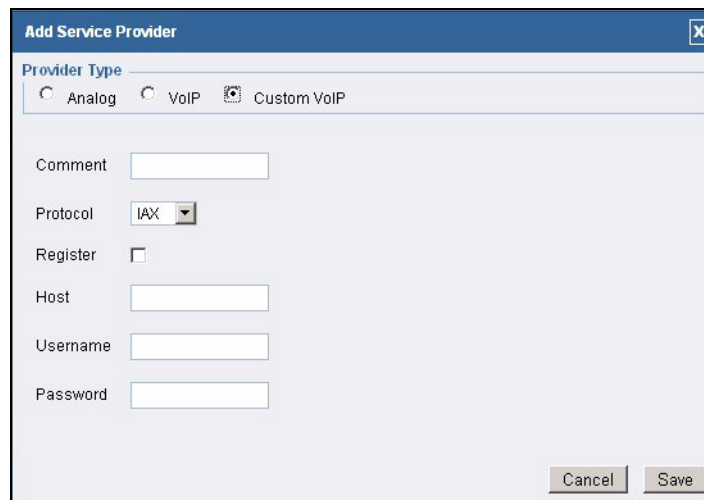 Add Service Provider X
Provider Type
Analog VoIP Custom VoIP
Comment
Protocol IAX
Register
Host
Username
Password
Cancel Save